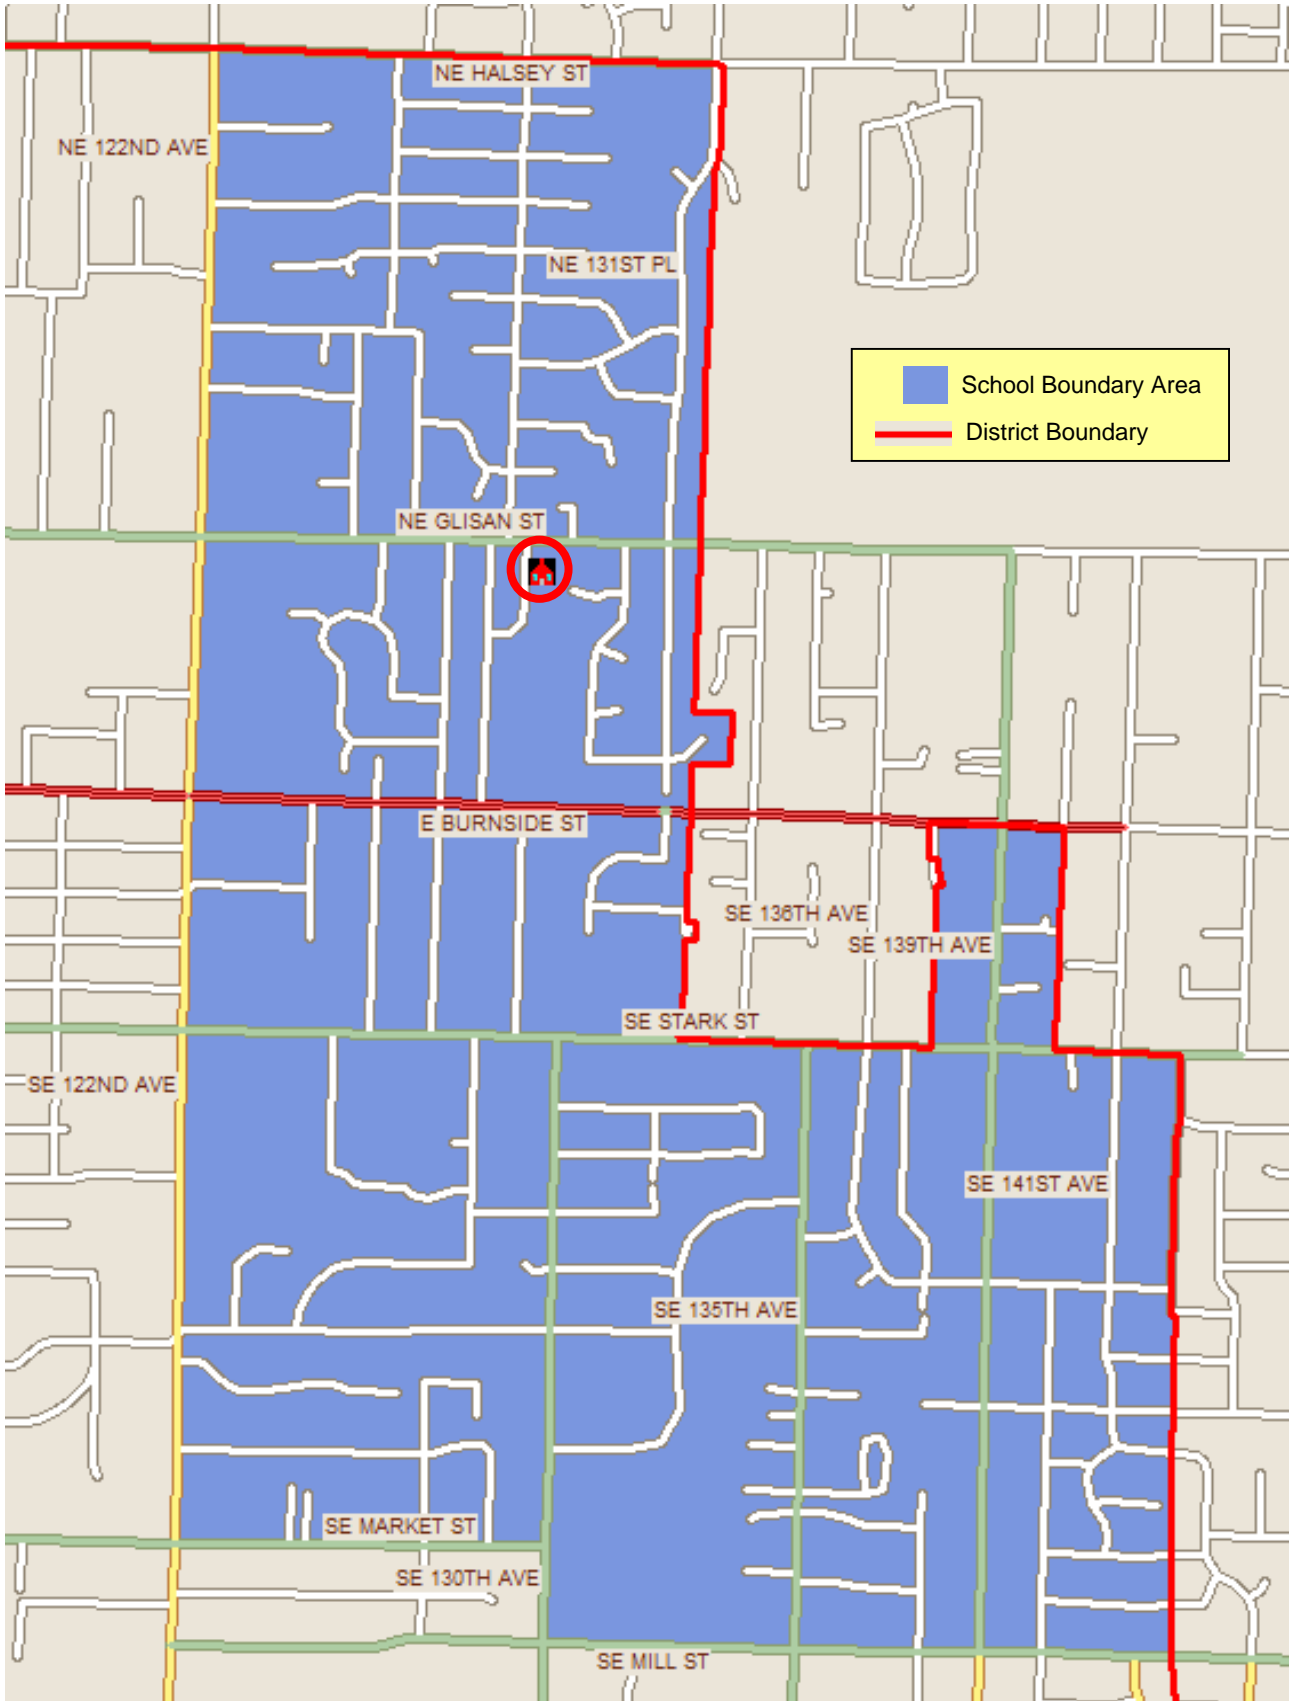 NE HALSEY ST
NE 122ND AVE
NE 131ST PL
School Boundary Area
District Boundary
NE GLISAN ST
E BURNSIDE ST
SE 136TH AVE
SE 139TH AVE
SE STARK ST
SE 122ND AVE
SE 141ST AVE
SE 135TH AVE
SE MARKET ST
SE 130TH AVE
SE MILL ST